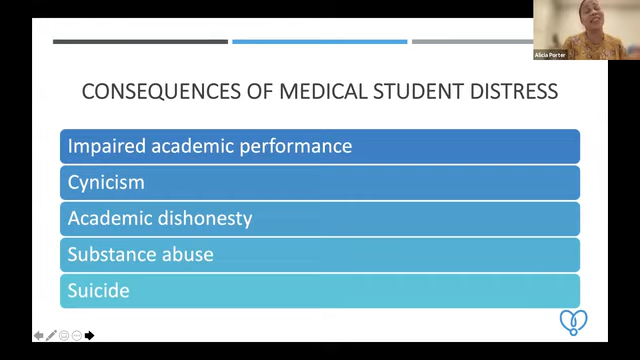 Alicia Porter
CONSEQUENCES OF MEDICAL STUDENT DISTRESS
Impaired academic performance
Cynicism
Academic dishonesty
Substance abuse
Suicide